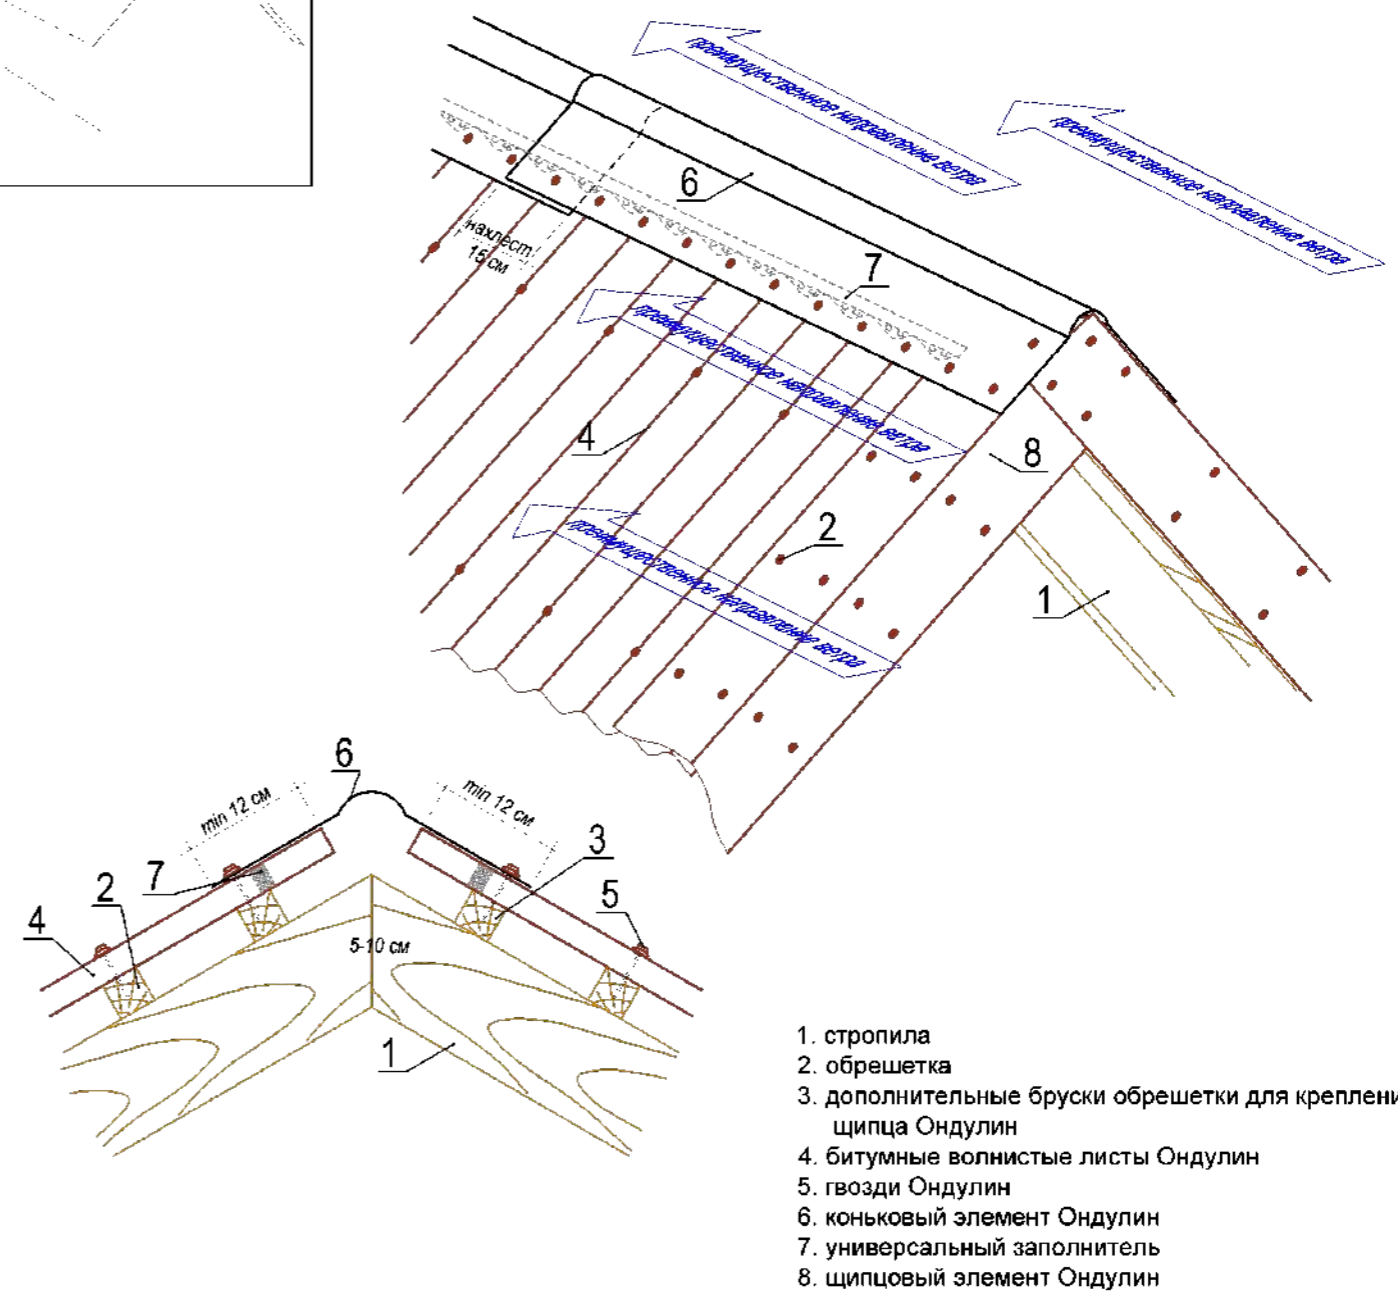 преимущественное направление ветра
преимущественное направление ветра
6
7
нахлест
15 см
преимущественное направление ветра
4
8
2
преимущественное направление ветра
1
6
min 12 см
min 12 см
3
7
2
5
4
5-10 см
1
1. стропила
2. обрешетка
3. дополнительные бруски обрешетки для креплени
щипца Ондулин
4. битумные волнистые листы Ондулин
5. гвозди Ондулин
6. коньковый элемент Ондулин
7. универсальный заполнитель
8. щипцовый элемент Ондулин